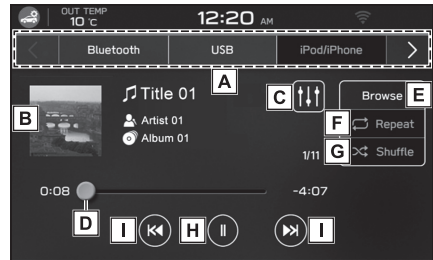 OUT TEMP
10 °C
12:20 AM
Bluetooth USB iPod/iPhone
A
B
Title 01
Artist 01
Album 01
C
Browse E
F Repeat
1/11 G Shuffle
0:08 -4:07
D
I H I